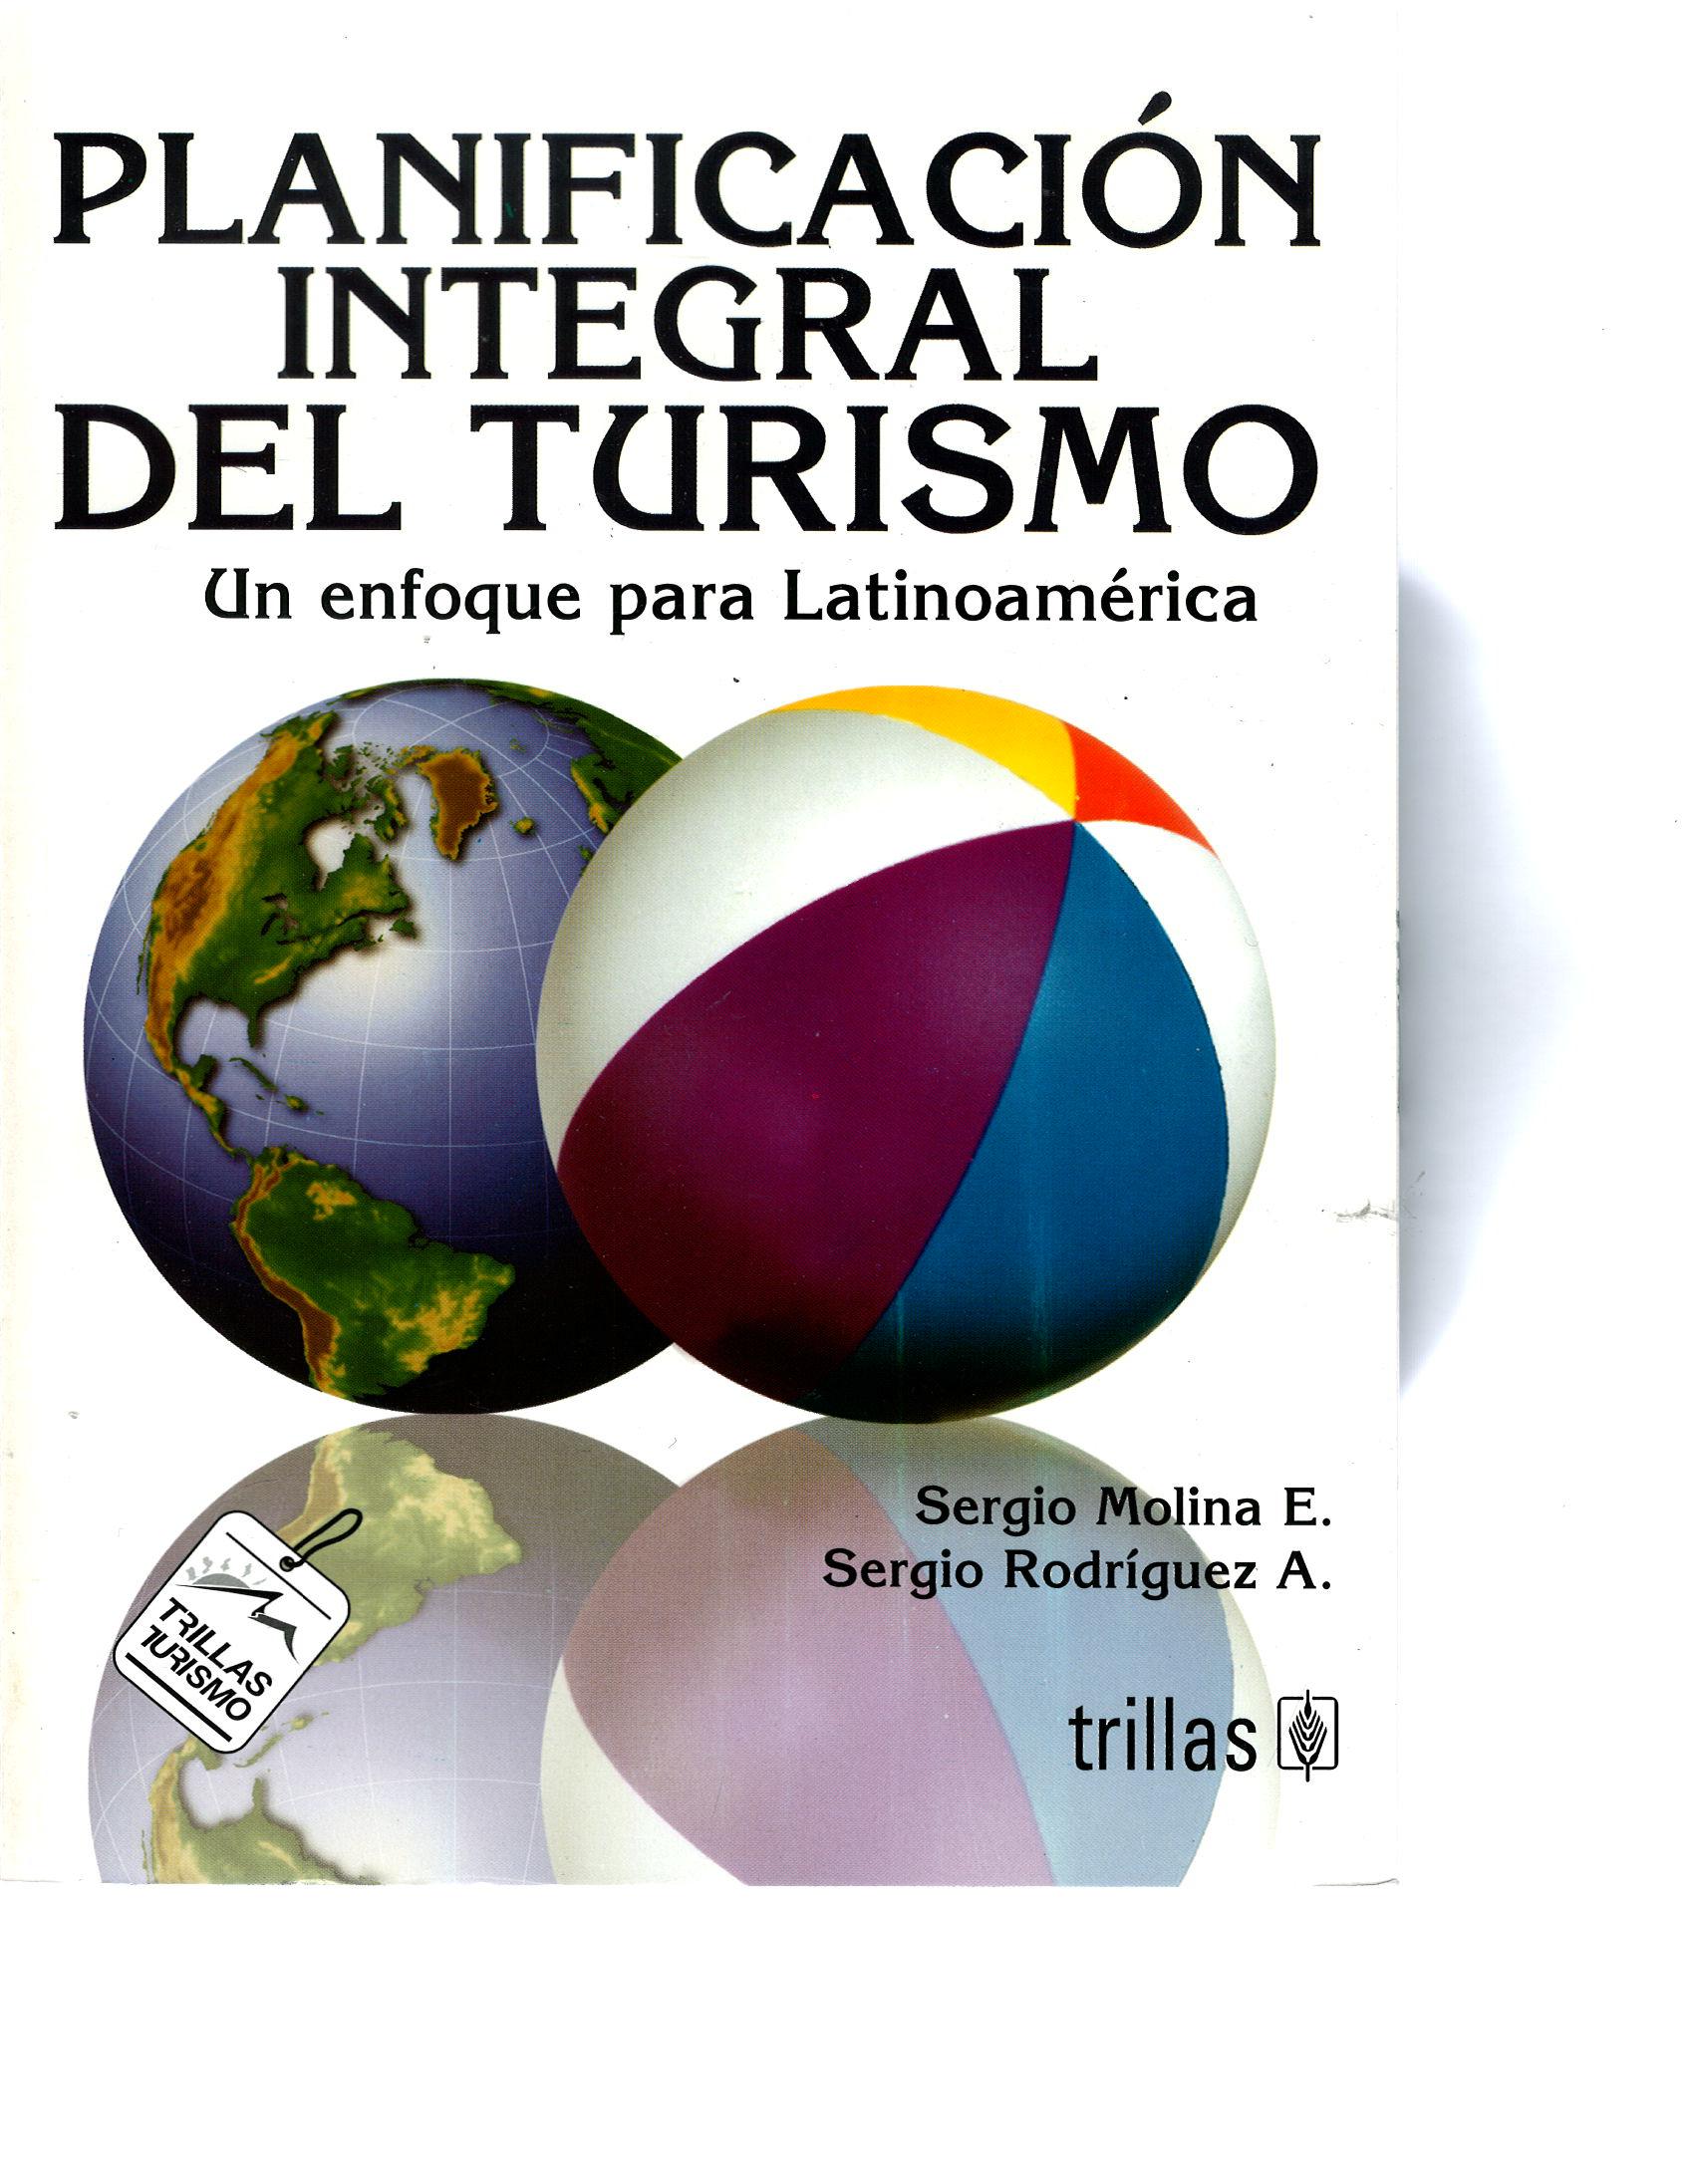 PLANIFICACIÓN
INTEGRAL
DEL TURISMO
Un enfoque para Latinoamérica
Sergio Molina E.
Sergio Rodríguez A.
TRILLAS
TURISMO
trillas